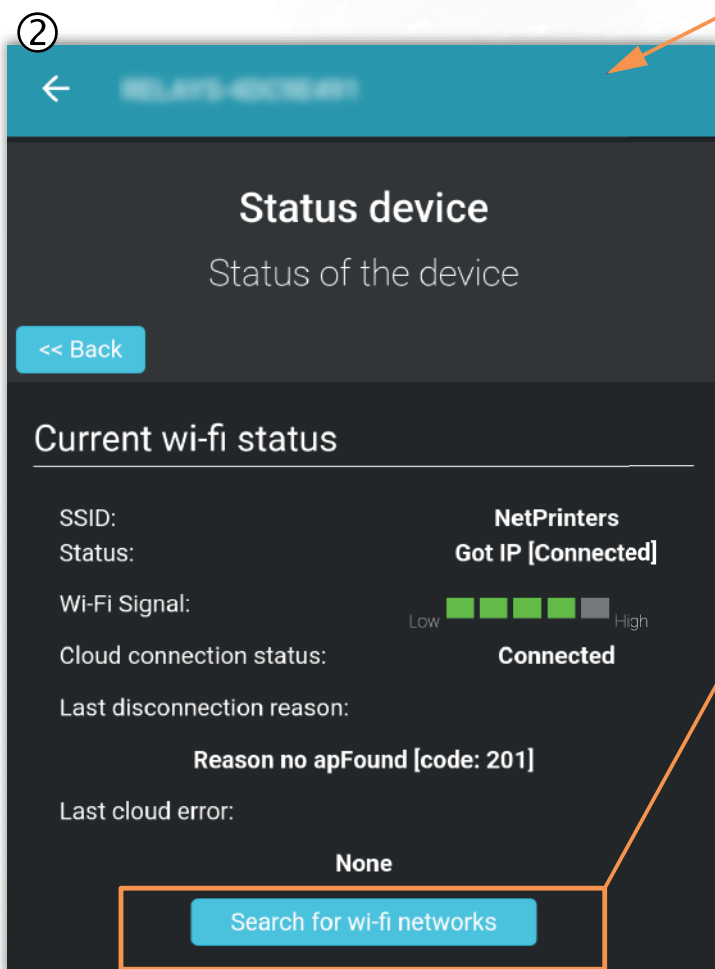 ②
Status device
Status of the device
<< Back
Current wi-fi status
SSID: NetPrinters
Status: Got IP [Connected]
Wi-Fi Signal: Low High
Cloud connection status: Connected
Last disconnection reason:
Reason no apFound [code: 201]
Last cloud error:
None
Search for wi-fi networks